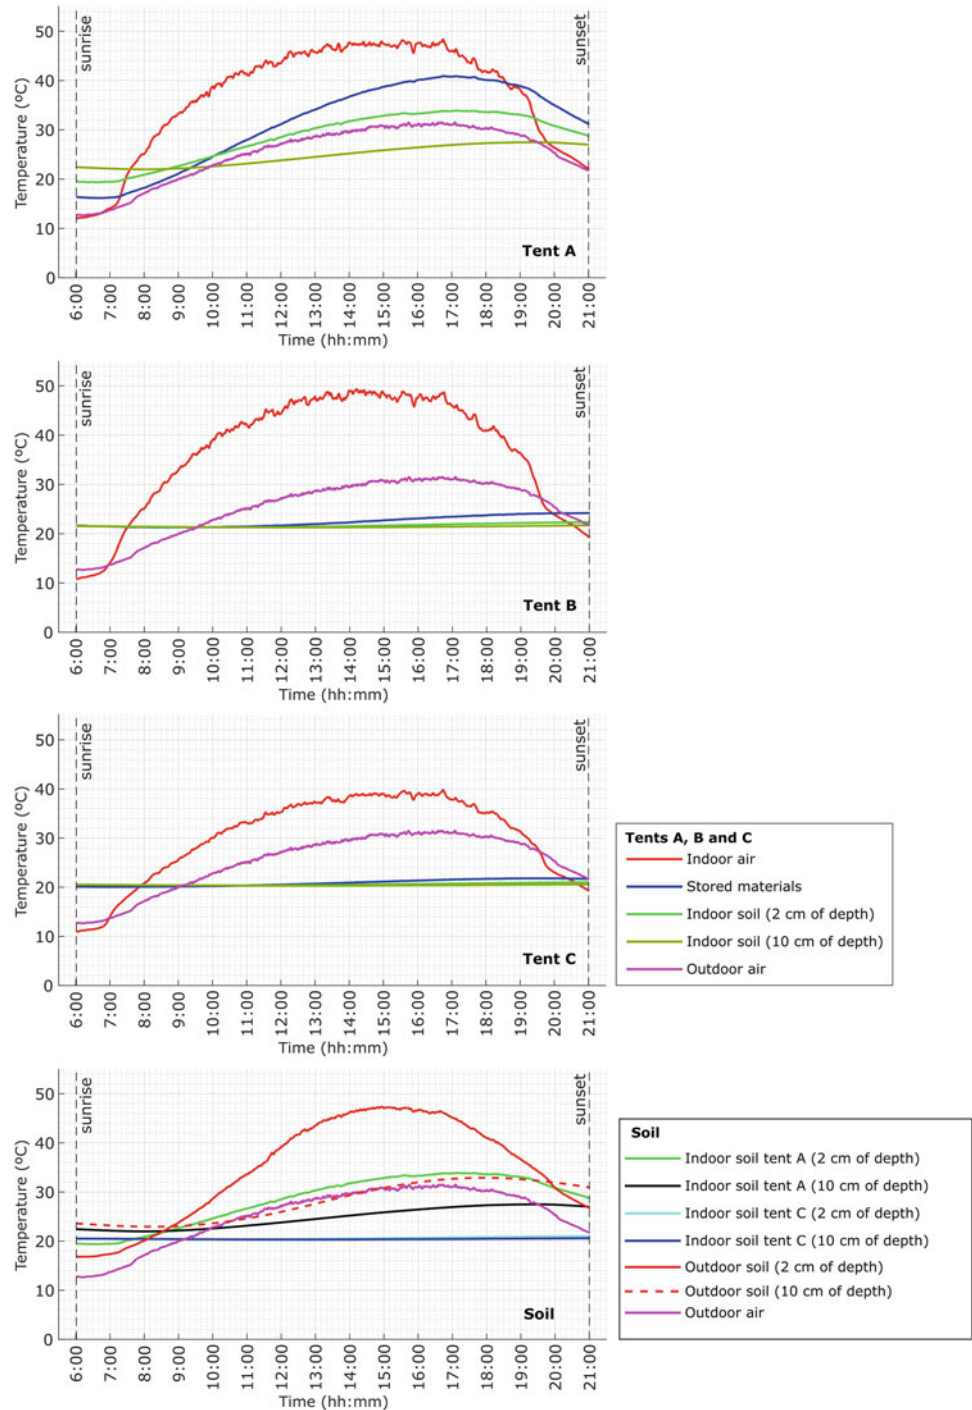 50
40
30
20
10
0
Temperature (ºC)
sunrise
sunset
Tent A
6:00
7:00
8:00
9:00
10:00
11:00
12:00
13:00
14:00
15:00
16:00
17:00
18:00
19:00
20:00
21:00
Time (hh:mm)
50
40
30
20
10
0
Temperature (ºC)
sunrise
sunset
Tent B
6:00
7:00
8:00
9:00
10:00
11:00
12:00
13:00
14:00
15:00
16:00
17:00
18:00
19:00
20:00
21:00
Time (hh:mm)
50
40
30
20
10
0
Temperature (ºC)
sunrise
sunset
Tent C
6:00
7:00
8:00
9:00
10:00
11:00
12:00
13:00
14:00
15:00
16:00
17:00
18:00
19:00
20:00
21:00
Time (hh:mm)
Tents A, B and C
Indoor air
Stored materials
Indoor soil (2 cm of depth)
Indoor soil (10 cm of depth)
Outdoor air
50
40
30
20
10
0
Temperature (ºC)
sunrise
sunset
Soil
6:00
7:00
8:00
9:00
10:00
11:00
12:00
13:00
14:00
15:00
16:00
17:00
18:00
19:00
20:00
21:00
Time (hh:mm)
Soil
Indoor soil tent A (2 cm of depth)
Indoor soil tent A (10 cm of depth)
Indoor soil tent C (2 cm of depth)
Indoor soil tent C (10 cm of depth)
Outdoor soil (2 cm of depth)
Outdoor soil (10 cm of depth)
Outdoor air